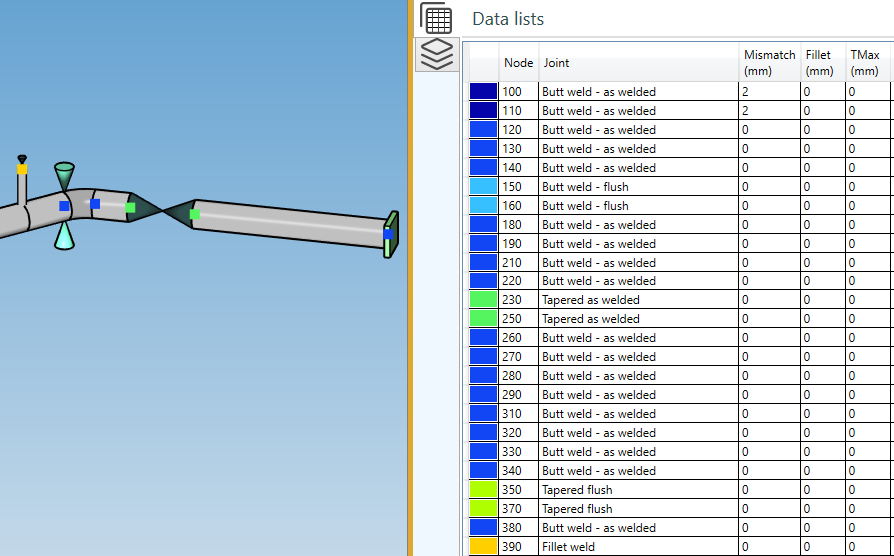 Data lists
Node Joint Mismatch (mm) Fillet (mm) TMax (mm)
100 Butt weld - as welded 2 0 0
110 Butt weld - as welded 2 0 0
120 Butt weld - as welded 0 0 0
130 Butt weld - as welded 0 0 0
140 Butt weld - as welded 0 0 0
150 Butt weld - flush 0 0 0
160 Butt weld - flush 0 0 0
180 Butt weld - as welded 0 0 0
190 Butt weld - as welded 0 0 0
210 Butt weld - as welded 0 0 0
220 Butt weld - as welded 0 0 0
230 Tapered as welded 0 0 0
250 Tapered as welded 0 0 0
260 Butt weld - as welded 0 0 0
270 Butt weld - as welded 0 0 0
280 Butt weld - as welded 0 0 0
290 Butt weld - as welded 0 0 0
310 Butt weld - as welded 0 0 0
320 Butt weld - as welded 0 0 0
330 Butt weld - as welded 0 0 0
340 Butt weld - as welded 0 0 0
350 Tapered flush 0 0 0
370 Tapered flush 0 0 0
380 Butt weld - as welded 0 0 0
390 Fillet weld 0 0 0